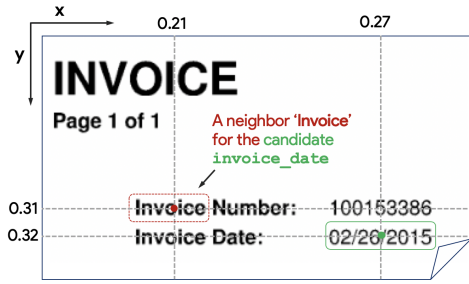 x
0.21
0.27
y
INVOICE
Page 1 of 1
A neighbor ‘Invoice’
for the candidate
invoice_date
0.31
Invoice Number: 100153386
0.32
Invoice Date: 02/26/2015